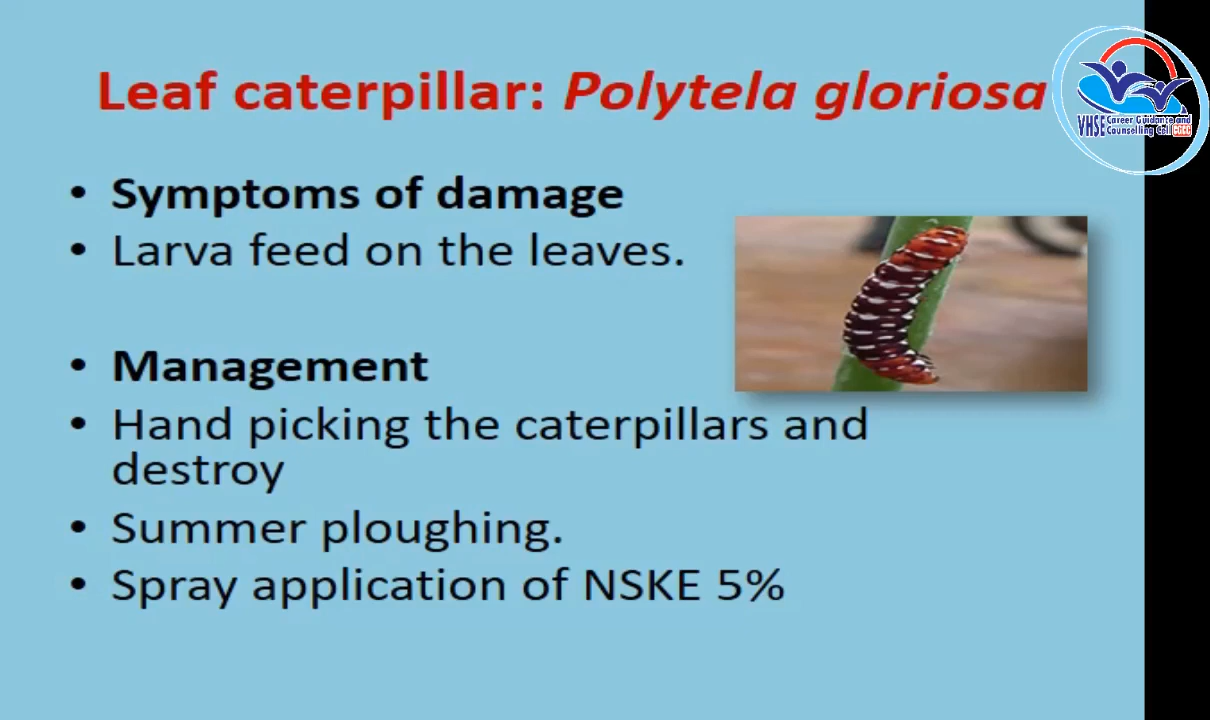 Leaf caterpillar: Polytela gloriosa
VHSE Career Guidance and
Counselling Cell CGCC
• Symptoms of damage
• Larva feed on the leaves.
• Management
• Hand picking the caterpillars and
destroy
• Summer ploughing.
• Spray application of NSKE 5%